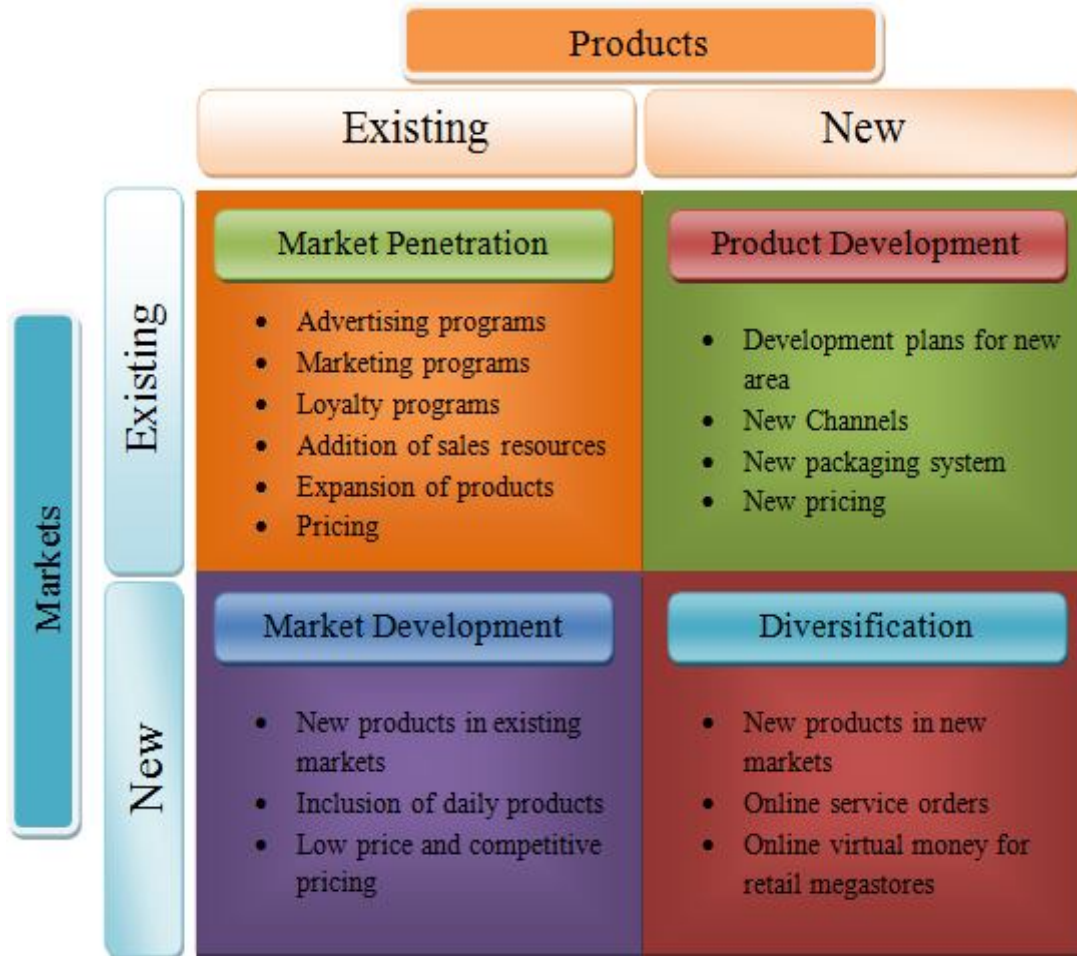 Products
Existing
New
Markets
Existing
Market Penetration
• Advertising programs
• Marketing programs
• Loyalty programs
• Addition of sales resources
• Expansion of products
• Pricing
Product Development
• Development plans for new
area
• New Channels
• New packaging system
• New pricing
New
Market Development
• New products in existing
markets
• Inclusion of daily products
• Low price and competitive
pricing
Diversification
• New products in new
markets
• Online service orders
• Online virtual money for
retail megastores